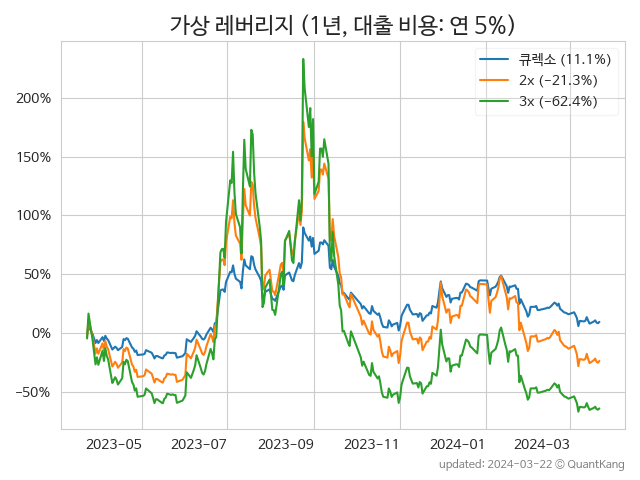 가상 레버리지 (1년, 대출 비용: 연 5%)
큐렉소 (11.1%)
2x (−21.3%)
3x (−62.4%)
200%
150%
100%
50%
0%
−50%
2023-05
2023-07
2023-09
2023-11
2024-01
2024-03
updated: 2024-03-22 © QuantKang